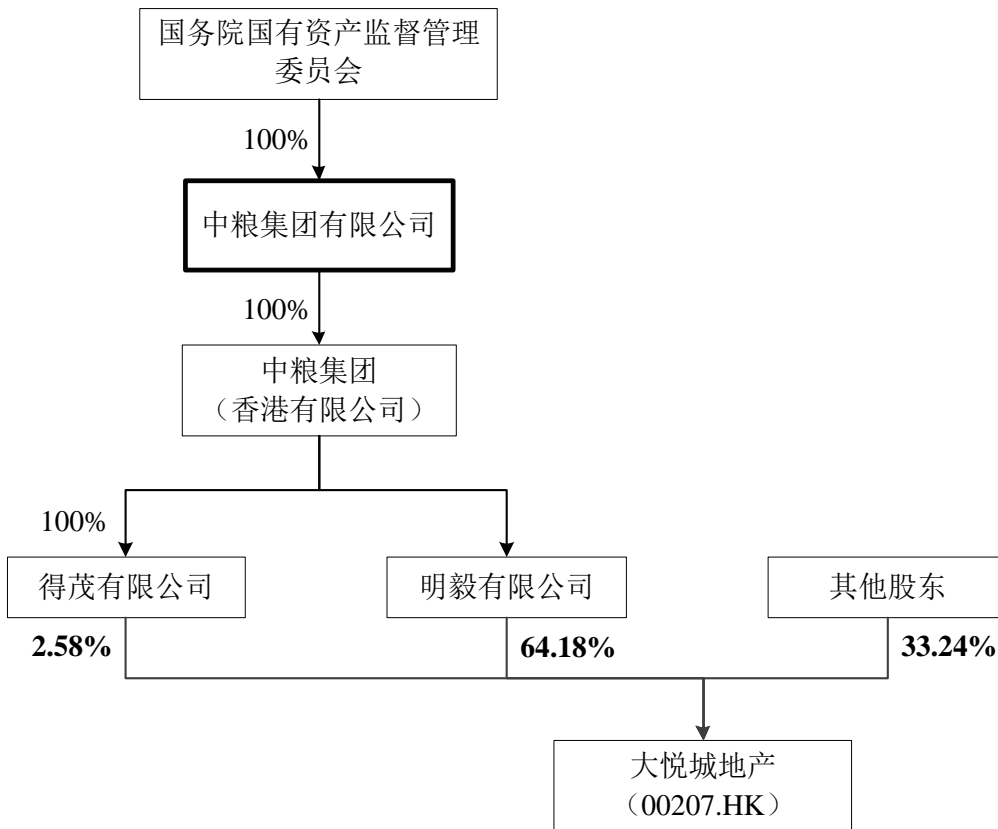 国务院国有资产监督管理
委员会
100%
中粮集团有限公司
100%
中粮集团
（香港有限公司）
100%
得茂有限公司
明毅有限公司
其他股东
2.58%
64.18%
33.24%
大悦城地产
（00207.HK）